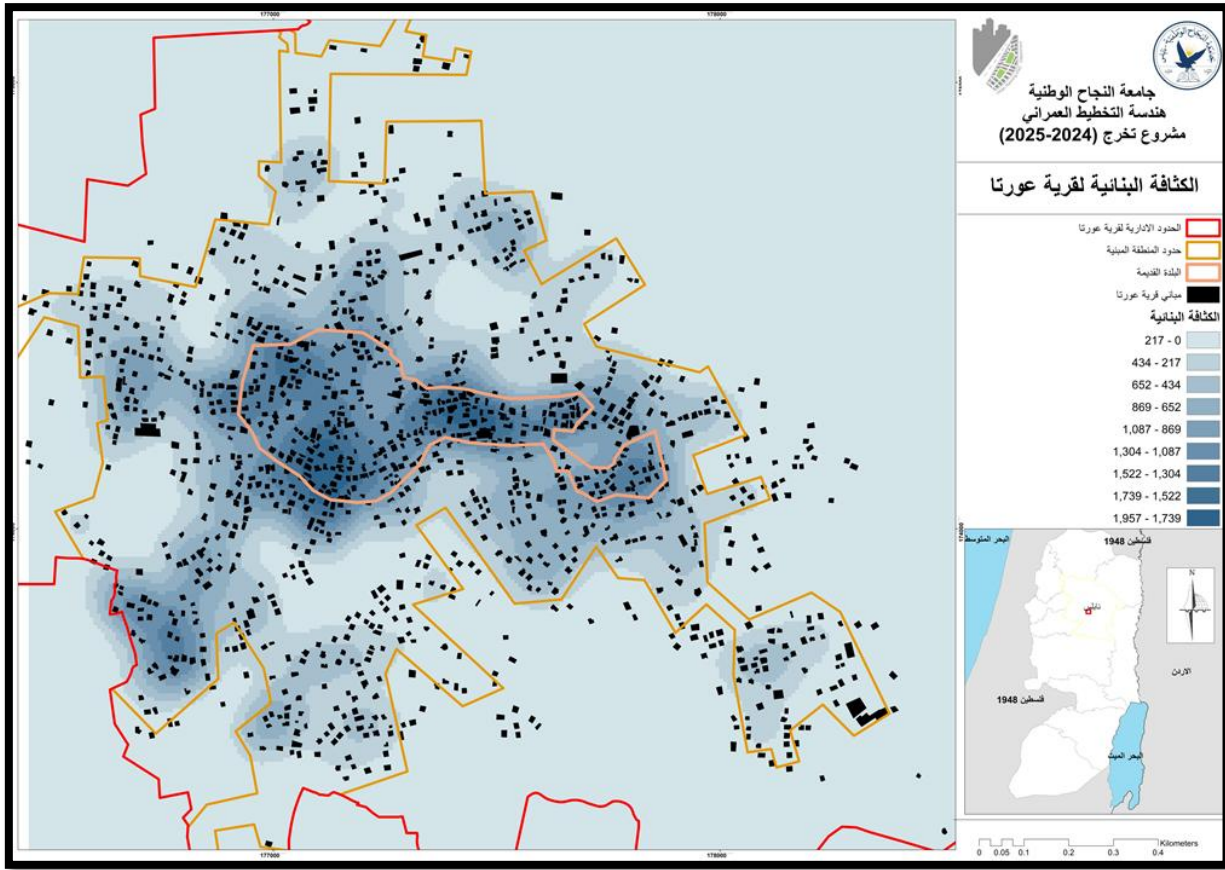 177000
178000
جامعة النجاح الوطنية
هندسة التخطيط العمراني
مشروع تخرج (2024-2025)
الكثافة البنائية لقرية عورتا
الحدود الادارية لقرية عورتا
حدود المنطقة المبنية
البلدة القديمة
مباني قرية عورتا
الكثافة البنائية
217 - 0
434 - 217
652 - 434
869 - 652
1,087 - 869
1,304 - 1,087
1,522 - 1,304
1,739 - 1,522
1,957 - 1,739
البحر المتوسط
فلسطين 1948
N
نابلس
الاردن
فلسطين 1948
البحر الميت
Kilometers
0 0.05 0.1 0.2 0.3 0.4
177000
178000